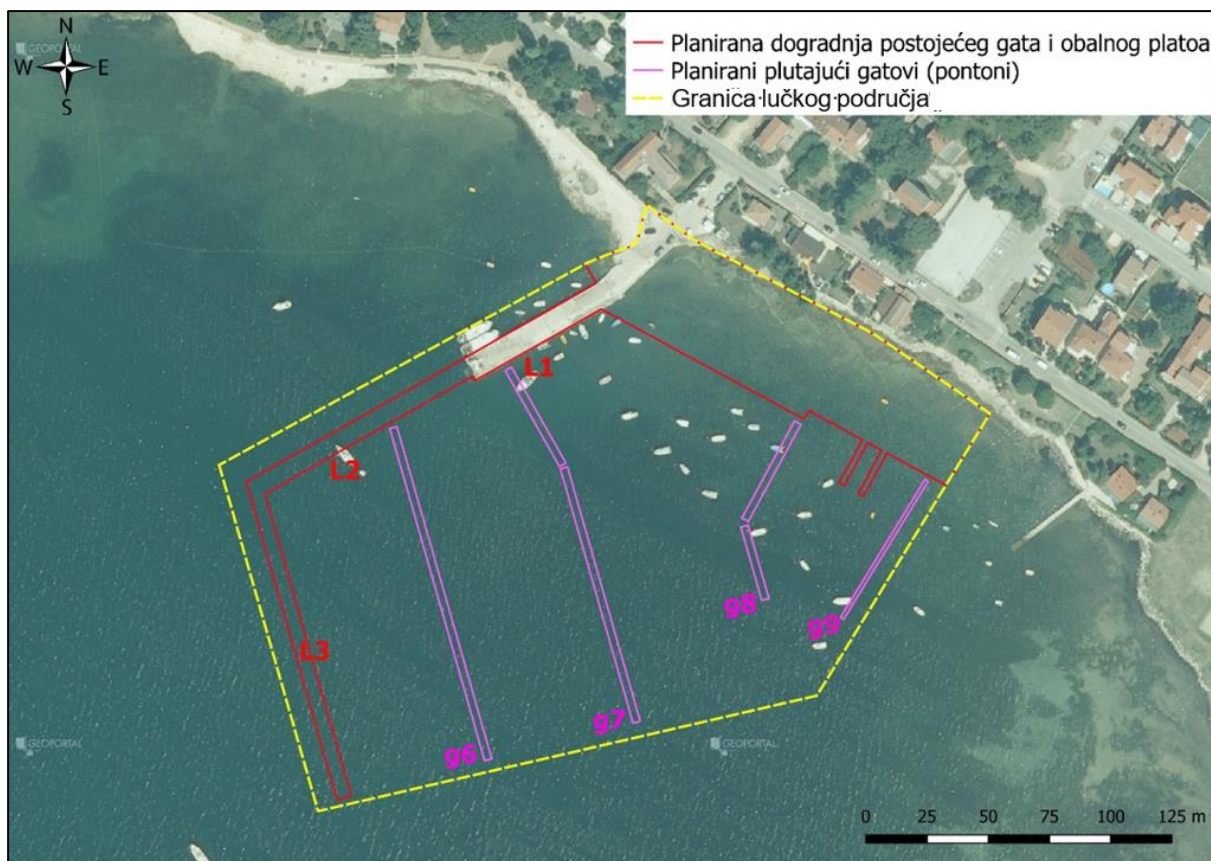 GEOPORTAL
N
W E
S
Planirana dogradnja postojećeg gata i obalnog platoa
Planirani plutajući gatovi (pontoni)
Granica lučkog područja
L1
L2
L3
g6
g7
g8
g9
GEOPORTAL
GEOPORTAL
0 25 50 75 100 125 m